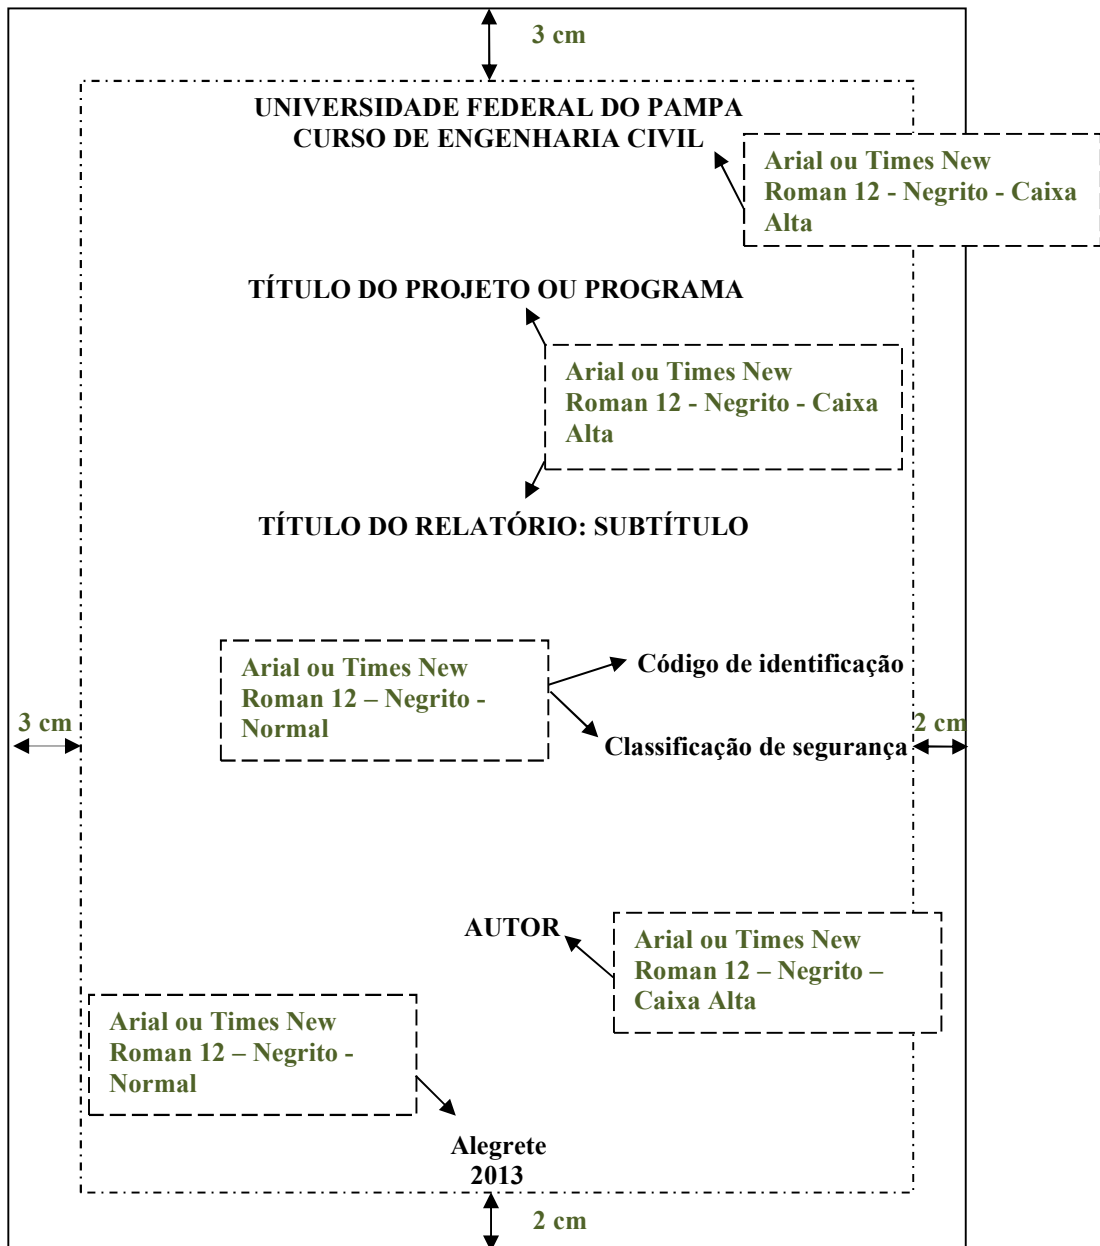 3 cm
UNIVERSIDADE FEDERAL DO PAMPA
CURSO DE ENGENHARIA CIVIL
Arial ou Times New
Roman 12 - Negrito - Caixa
Alta
TÍTULO DO PROJETO OU PROGRAMA
Arial ou Times New
Roman 12 - Negrito - Caixa
Alta
TÍTULO DO RELATÓRIO: SUBTÍTULO
Arial ou Times New
Roman 12 – Negrito -
Normal
Código de identificação
Classificação de segurança
3 cm
2 cm
AUTOR
Arial ou Times New
Roman 12 – Negrito –
Caixa Alta
Arial ou Times New
Roman 12 – Negrito -
Normal
Alegrete
2013
2 cm